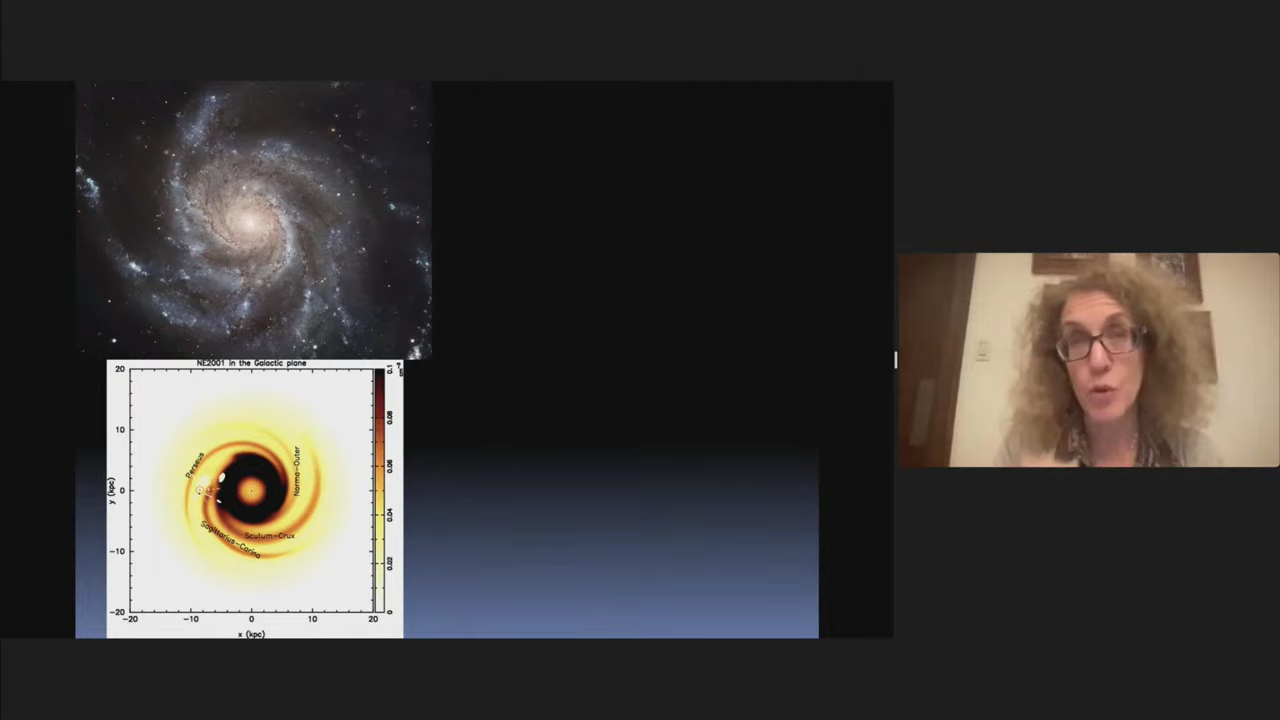 NE2001 in the Galactic plane
20
10
0
-10
-20
-20
-10
0
10
20
x (kpc)
y (kpc)
Perseus
Norma-Outer
Scutum-Crux
Sagittarius-Carina
0.1
0.08
0.06
0.04
0.02
0